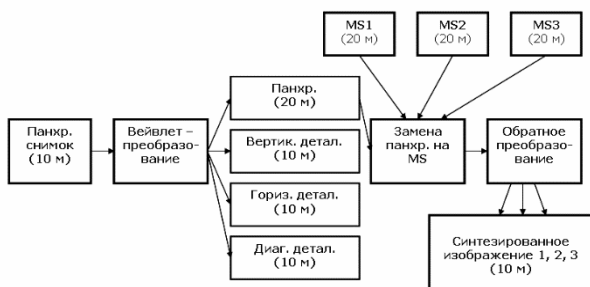 MS1
(20 м)
MS2
(20 м)
MS3
(20 м)
Панхр.
снимок
(10 м)
Вейвлет –
преобразо-
вание
Панхр.
(20 м)
Вертик. детал.
(10 м)
Гориз. детал.
(10 м)
Диаг. детал.
(10 м)
Замена
панхр. на
MS
Обратное
преобразо-
вание
Синтезированное
изображение 1, 2, 3
(10 м)